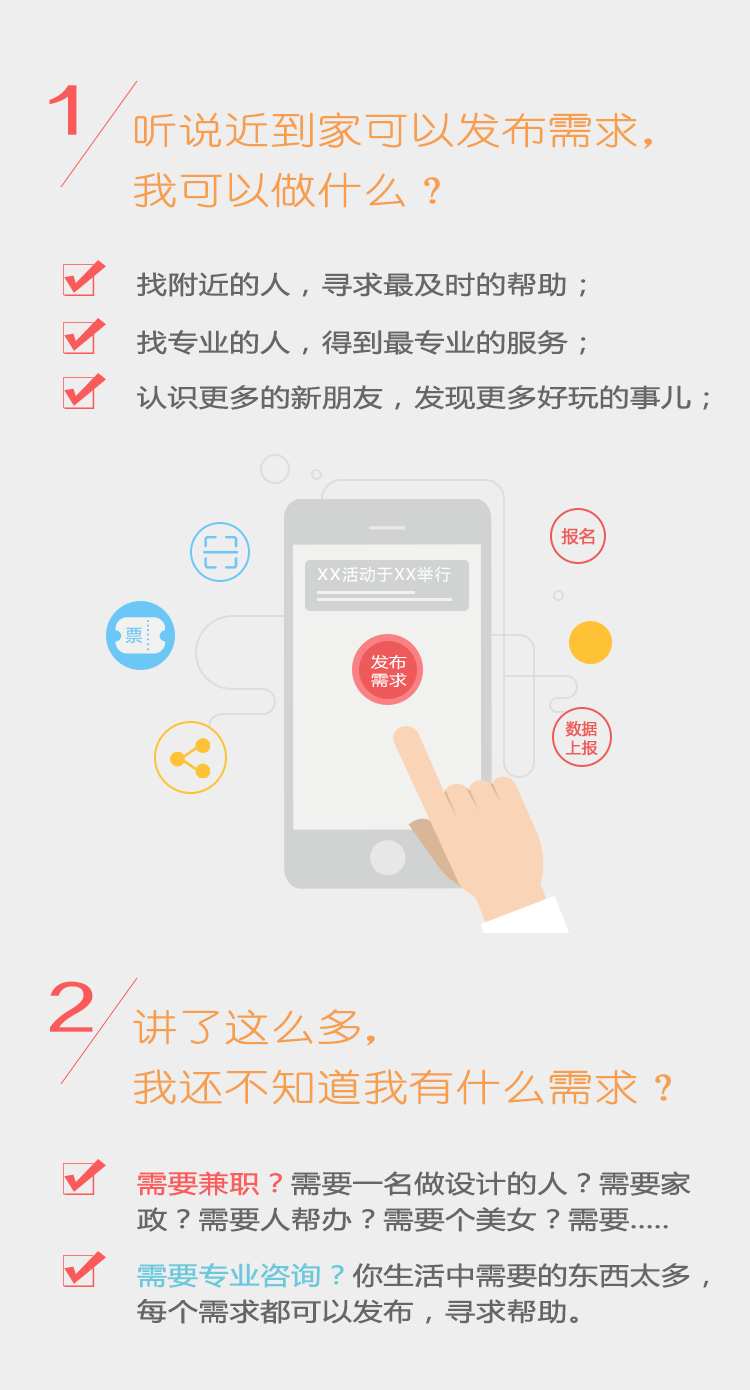 1
听说近到家可以发布需求，
我可以做什么？
找附近的人，寻求最及时的帮助；
找专业的人，得到最专业的服务；
认识更多的新朋友，发现更多好玩的事儿；
XX活动于XX举行
报名
票
发布
需求
数据
上报
2
讲了这么多，
我还不知道我有什么需求？
需要兼职？需要一名做设计的人？需要家
政？需要人帮办？需要个美女？需要.....
需要专业咨询？你生活中需要的东西太多，
每个需求都可以发布，寻求帮助。